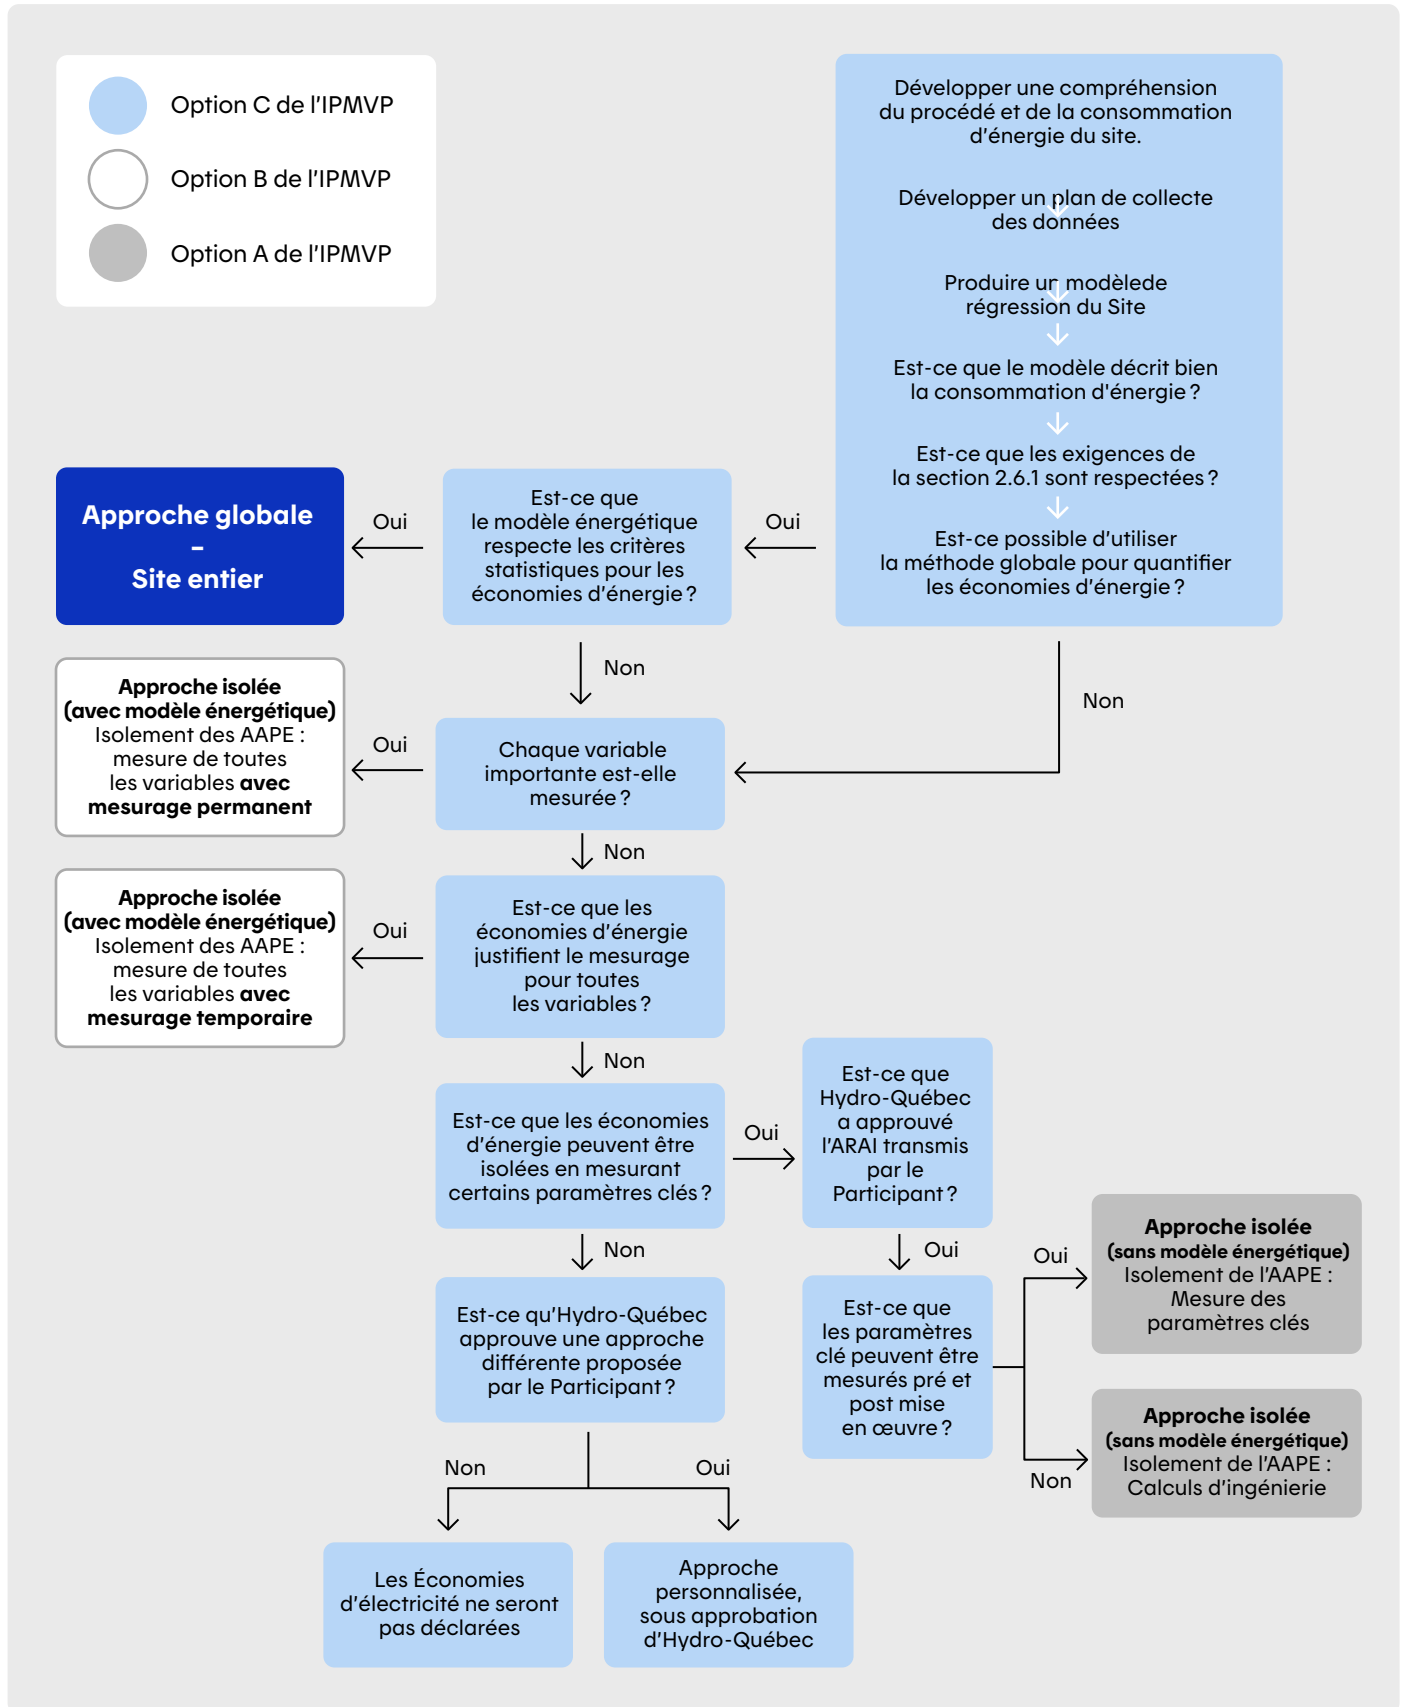 Option C de l'IPMVP
Option B de l'IPMVP
Option A de l'IPMVP
Développer une compréhension
du procédé et de la consommation
d'énergie du site.
Développer un plan de collecte
des données
Produire un modèlede
régression du Site
Est-ce que le modèle décrit bien
la consommation d'énergie ?
Est-ce que les exigences de
la section 2.6.1 sont respectées ?
Est-ce possible d'utiliser
la méthode globale pour quantifier
les économies d'énergie ?
Approche globale
–
Site entier
Oui
Est-ce que
le modèle énergétique
respecte les critères
statistiques pour les
économies d'énergie ?
Oui
Non
Non
Approche isolée
(avec modèle énergétique)
Isolement des AAPE :
mesure de toutes
les variables avec
mesurage permanent
Oui
Chaque variable
importante est-elle
mesurée ?
Non
Approche isolée
(avec modèle énergétique)
Isolement des AAPE :
mesure de toutes
les variables avec
mesurage temporaire
Oui
Est-ce que les
économies d'énergie
justifient le mesurage
pour toutes
les variables ?
Non
Est-ce que les économies
d'énergie peuvent être
isolées en mesurant
certains paramètres clés ?
Oui
Est-ce que
Hydro-Québec
a approuvé
l'ARAI transmis
par le
Participant ?
Non
Oui
Est-ce qu'Hydro-Québec
approuve une approche
différente proposée
par le Participant ?
Est-ce que
les paramètres
clé peuvent être
mesurés pré et
post mise
en œuvre ?
Oui
Approche isolée
(sans modèle énergétique)
Isolement de l'AAPE :
Mesure des
paramètres clés
Non
Approche isolée
(sans modèle énergétique)
Isolement de l'AAPE :
Calculs d'ingénierie
Non
Oui
Les Économies
d'électricité ne seront
pas déclarées
Approche
personnalisée,
sous approbation
d'Hydro-Québec